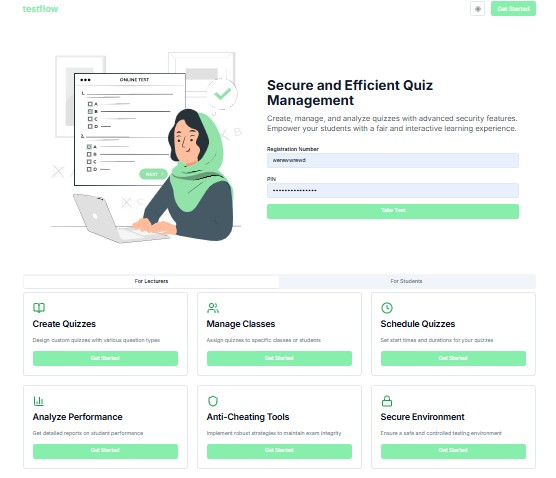 testflow
Get Started
ONLINE TEST
1.
A
B
C
D
2.
A
B
C
D
NEXT
B
Secure and Efficient Quiz
Management
Create, manage, and analyze quizzes with advanced security features.
Empower your students with a fair and interactive learning experience.
Registration Number
PIN
••••••••••••••••
Take Test
For Lecturers
For Students
Create Quizzes
Manage Classes
Schedule Quizzes
Design custom quizzes with various question types
Assign quizzes to specific classes or students
Set start times and durations for your quizzes
Get Started
Get Started
Get Started
Analyze Performance
Anti-Cheating Tools
Secure Environment
Get detailed reports on student performance
Implement robust strategies to maintain exam integrity
Ensure a safe and controlled testing environment
Get Started
Get Started
Get Started